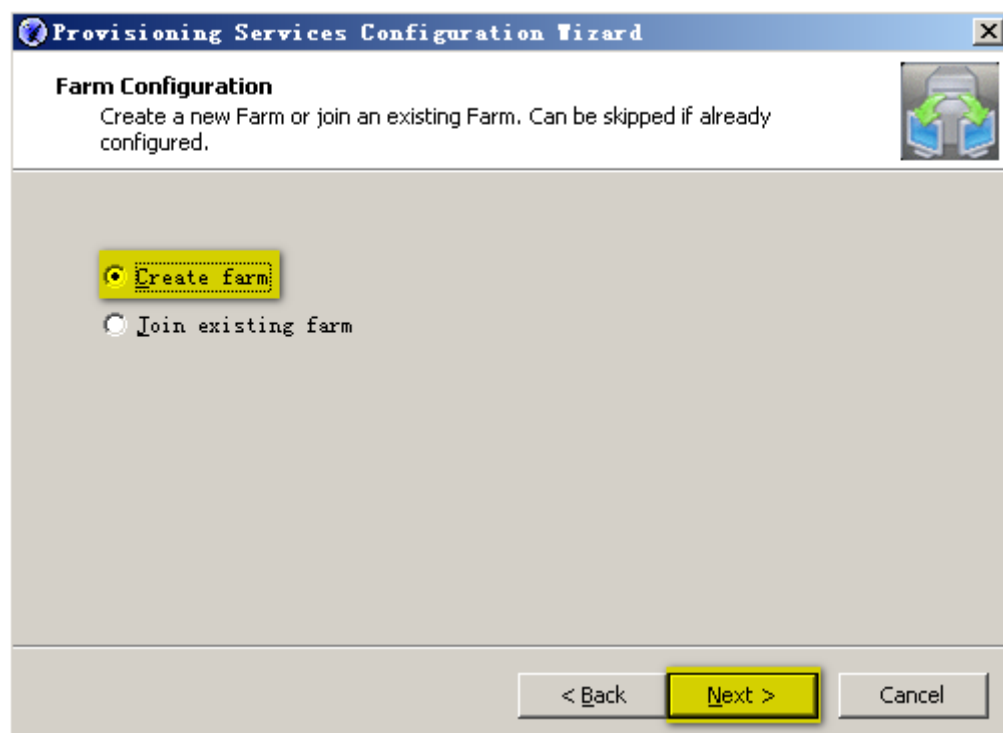 Provisioning Services Configuration Wizard
Farm Configuration
Create a new Farm or join an existing Farm. Can be skipped if already
configured.
Create farm
Join existing farm
< Back
Next >
Cancel